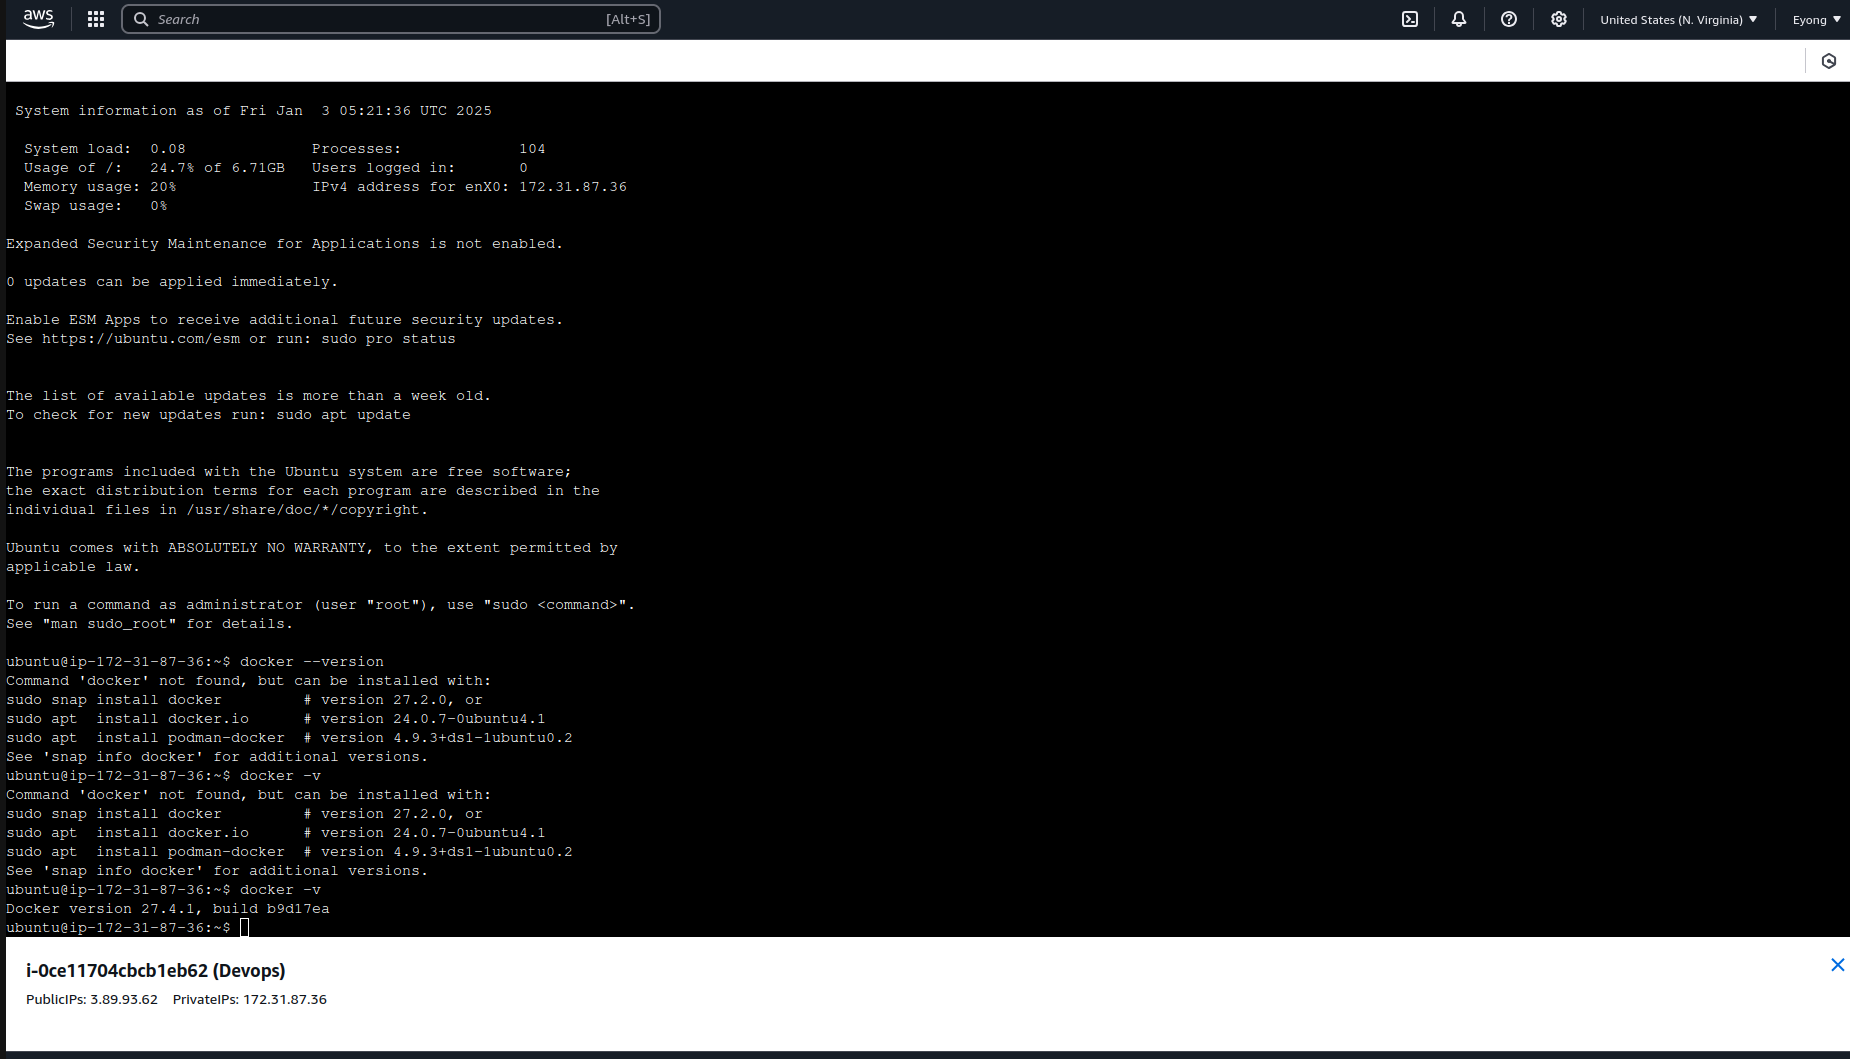 aws
Search [Alt+S]
United States (N. Virginia) ▼
Eyong ▼
System information as of Fri Jan  3 05:21:36 UTC 2025
System load:  0.08              Processes:             104
Usage of /:   24.7% of 6.71GB   Users logged in:       0
Memory usage: 20%               IPv4 address for enX0: 172.31.87.36
Swap usage:   0%
Expanded Security Maintenance for Applications is not enabled.
0 updates can be applied immediately.
Enable ESM Apps to receive additional future security updates.
See https://ubuntu.com/esm or run: sudo pro status
The list of available updates is more than a week old.
To check for new updates run: sudo apt update
The programs included with the Ubuntu system are free software;
the exact distribution terms for each program are described in the
individual files in /usr/share/doc/*/copyright.
Ubuntu comes with ABSOLUTELY NO WARRANTY, to the extent permitted by
applicable law.
To run a command as administrator (user "root"), use "sudo <command>".
See "man sudo_root" for details.
ubuntu@ip-172-31-87-36:~$ docker --version
Command 'docker' not found, but can be installed with:
sudo snap install docker         # version 27.2.0, or
sudo apt  install docker.io      # version 24.0.7-0ubuntu4.1
sudo apt  install podman-docker  # version 4.9.3+ds1-1ubuntu0.2
See 'snap info docker' for additional versions.
ubuntu@ip-172-31-87-36:~$ docker -v
Command 'docker' not found, but can be installed with:
sudo snap install docker         # version 27.2.0, or
sudo apt  install docker.io      # version 24.0.7-0ubuntu4.1
sudo apt  install podman-docker  # version 4.9.3+ds1-1ubuntu0.2
See 'snap info docker' for additional versions.
ubuntu@ip-172-31-87-36:~$ docker -v
Docker version 27.4.1, build b9d17ea
ubuntu@ip-172-31-87-36:~$
i-0ce11704cbcb1eb62 (Devops)
PublicIPs: 3.89.93.62    PrivateIPs: 172.31.87.36